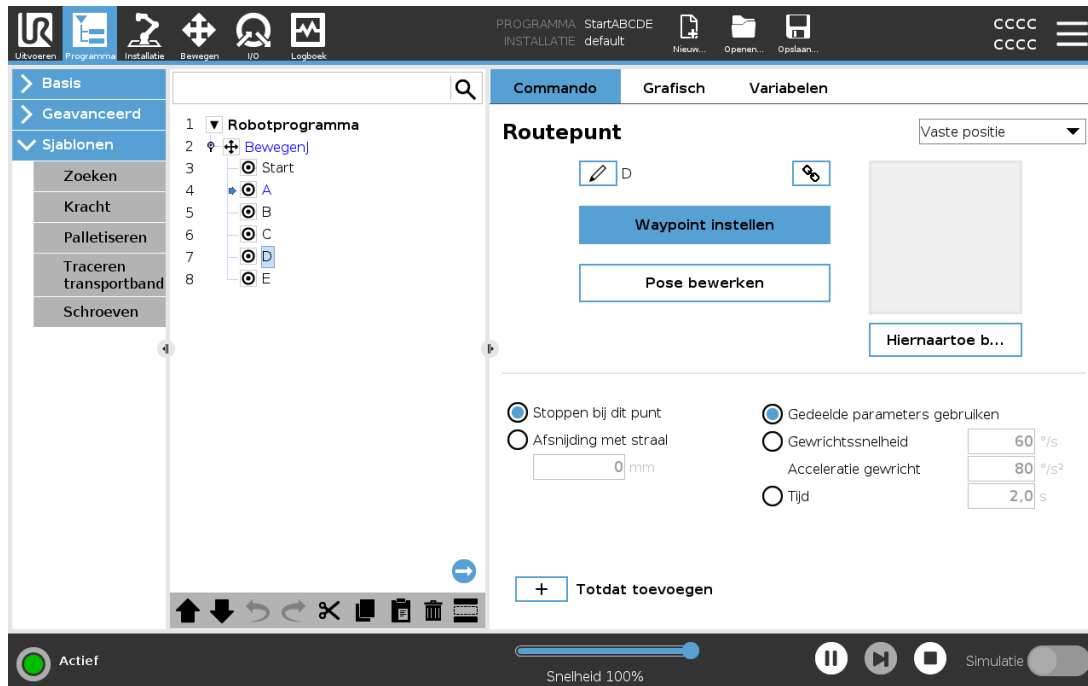 UR
PROGRAMMA StartABCDE
INSTALLATIE default
CCCC
CCCC
Uitvoeren Programma Installatie Bewegen I/O Logboek Nieuw... Openen... Opslaan...
Basis
Geavanceerd
Sjablonen
Zoeken
Kracht
Palletiseren
Traceren
transportband
Schroeven
1 Robotprogramma
2 BewegenJ
3 Start
4 A
5 B
6 C
7 D
8 E
Commando Grafisch Variabelen
Routepunt
Vaste positie
D
Waypoint instellen
Pose bewerken
Hiernaartoe b...
Stoppen bij dit punt
Afsnijding met straal
0 mm
Gedeelde parameters gebruiken
Gewrichtssnelheid 60 °/s
Acceleratie gewricht 80 °/s²
Tijd 2,0 s
+ Totdat toevoegen
Actief
Snelheid 100%
Simulatie